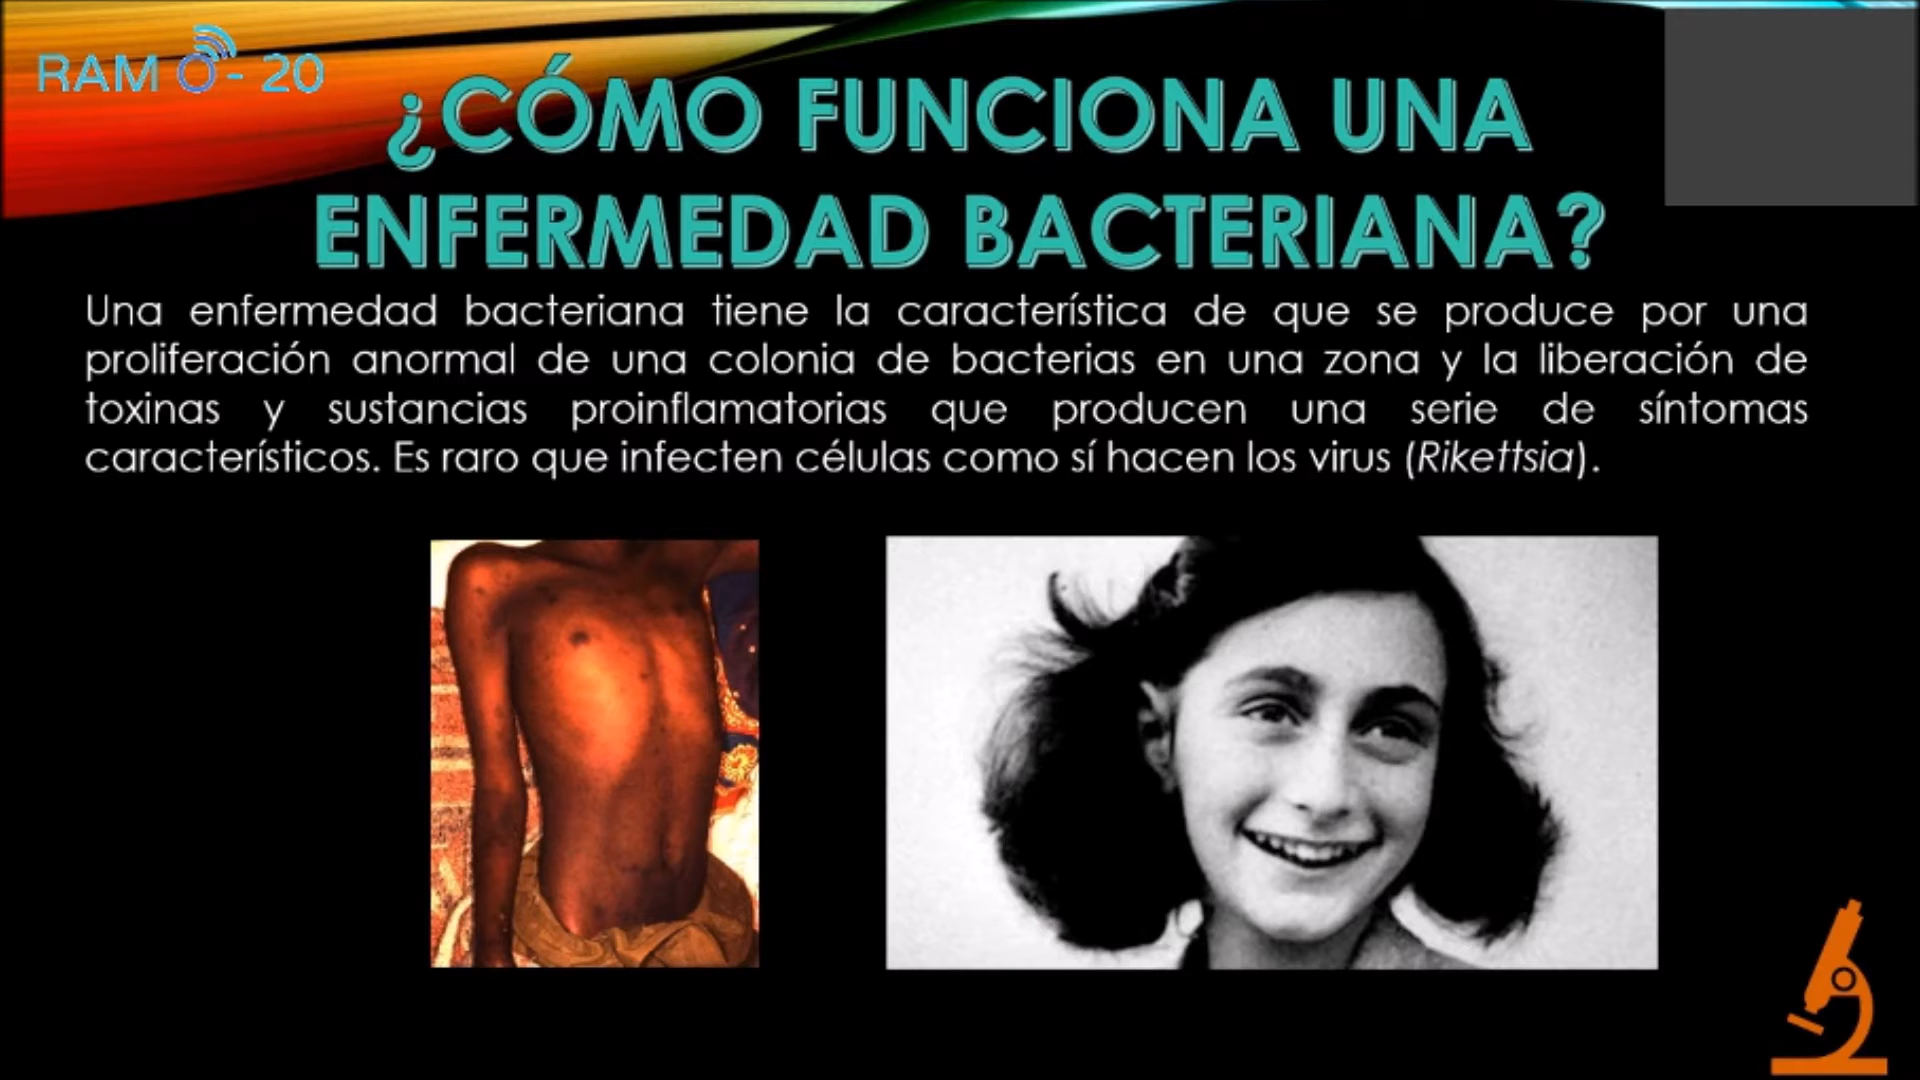 RAM O- 20
¿CÓMO FUNCIONA UNA
ENFERMEDAD BACTERIANA?
Una enfermedad bacteriana tiene la característica de que se produce por una
proliferación anormal de una colonia de bacterias en una zona y la liberación de
toxinas y sustancias proinflamatorias que producen una serie de síntomas
característicos. Es raro que infecten células como sí hacen los virus (Rikettsia).